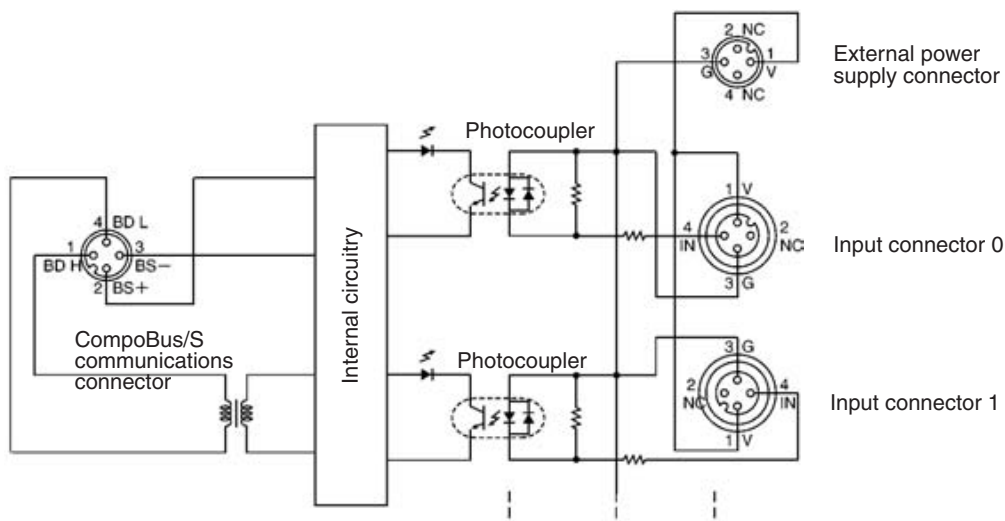 2 NC
3
G
1
V
4 NC
External power
supply connector
Photocoupler
1 V
4
IN
2
NC
3 G
Input connector 0
4 BD L
1
BD H
3
BS−
2 BS+
CompoBus/S
communications
connector
Internal circuitry
Photocoupler
3 G
2
NC
4
IN
1 V
Input connector 1